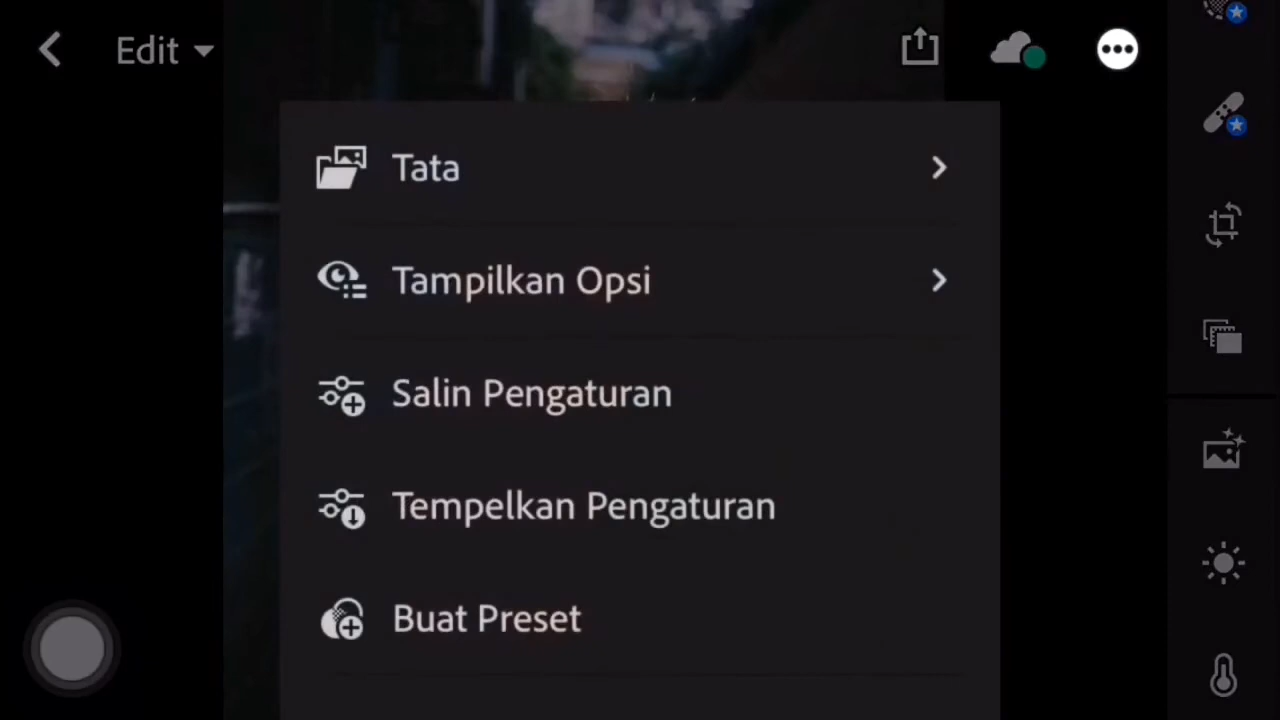 Edit
Tata
Tampilkan Opsi
Salin Pengaturan
Tempelkan Pengaturan
Buat Preset